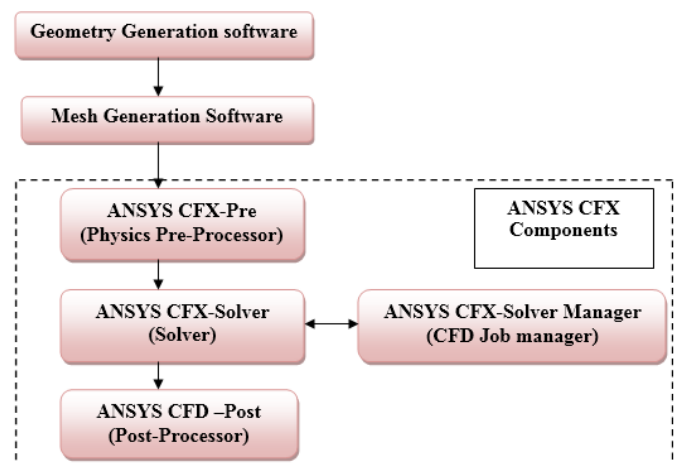 Geometry Generation software
Mesh Generation Software
ANSYS CFX-Pre
(Physics Pre-Processor)
ANSYS CFX
Components
ANSYS CFX-Solver
(Solver)
ANSYS CFX-Solver Manager
(CFD Job manager)
ANSYS CFD –Post
(Post-Processor)